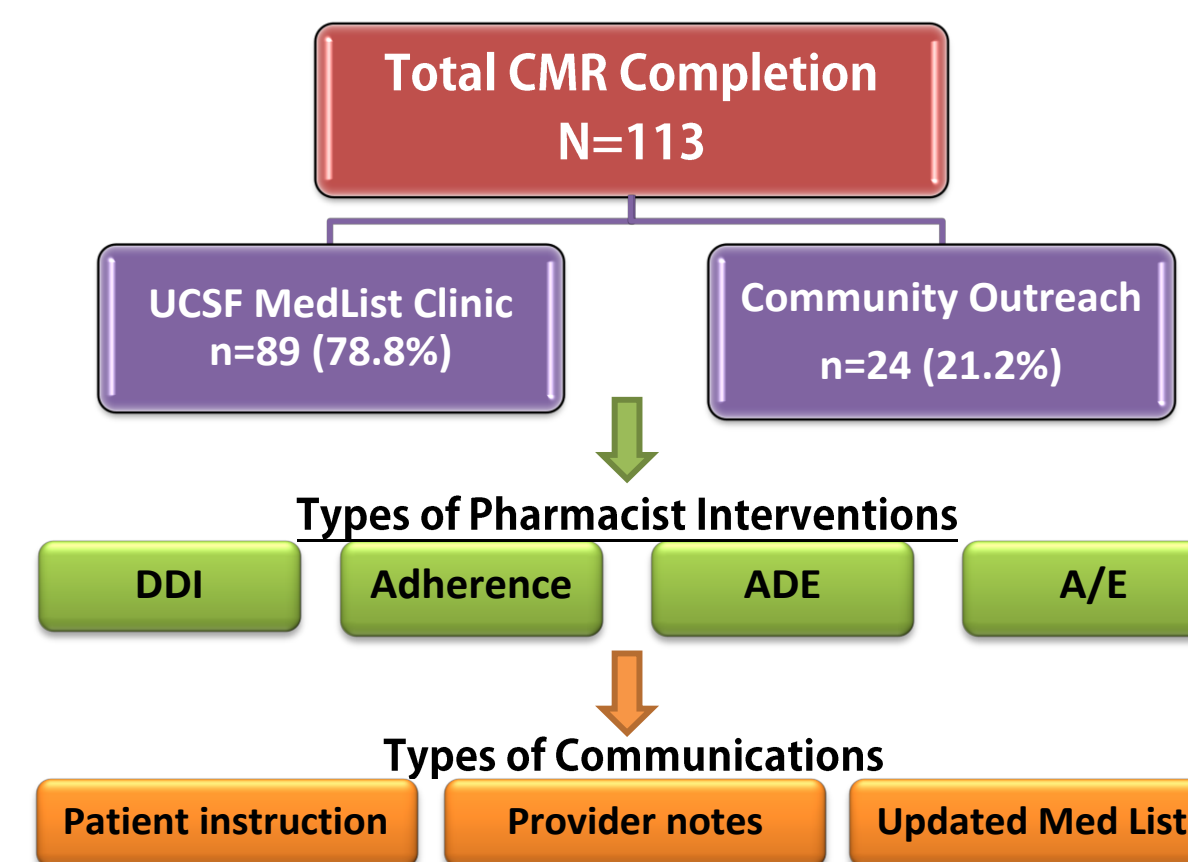 Total CMR Completion
N=113
UCSF MedList Clinic
n=89 (78.8%)
Community Outreach
n=24 (21.2%)
Types of Pharmacist Interventions
DDI
Adherence
ADE
A/E
Types of Communications
Patient instruction
Provider notes
Updated Med List